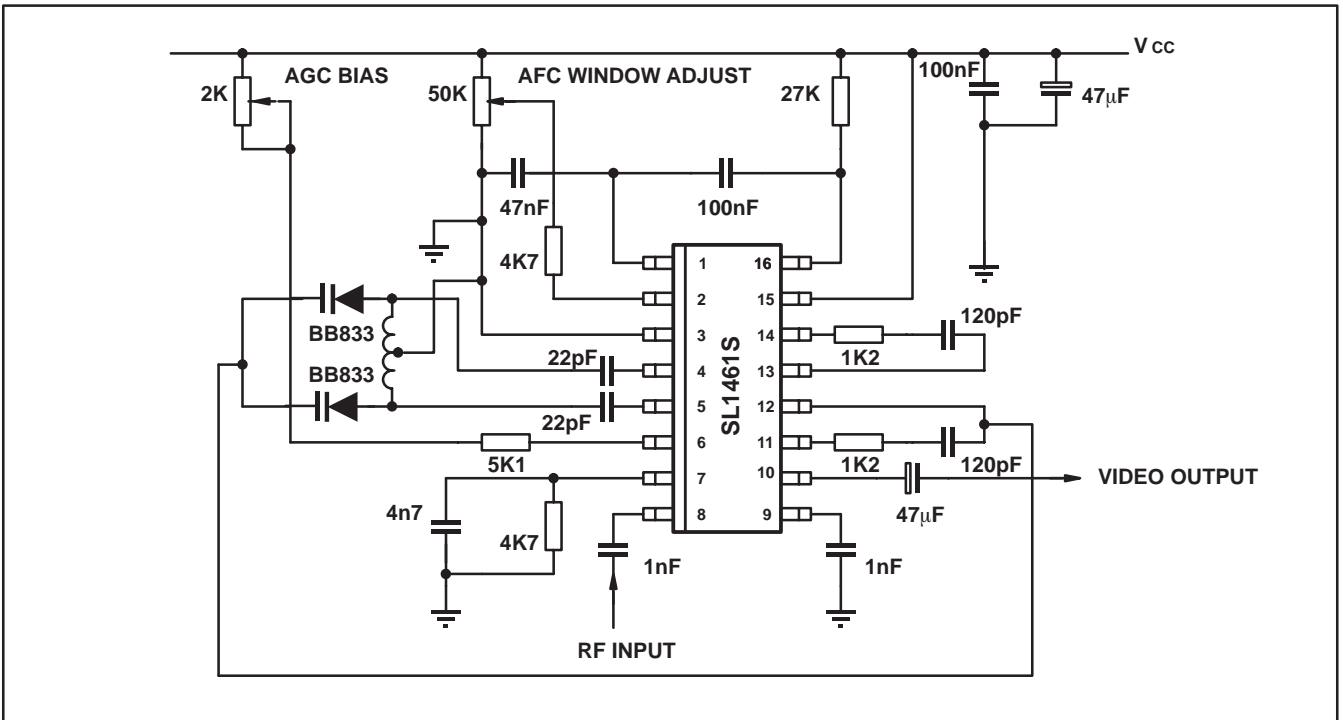 V CC
AGC BIAS
AFC WINDOW ADJUST
100nF
2K
50K
27K
47µF
47nF
100nF
4K7
1
16
2
15
120pF
BB833
3
14
1K2
22pF
4
13
BB833
SL1461S
5
12
22pF
6
11
5K1
1K2
120pF
7
10
VIDEO OUTPUT
4n7
47µF
4K7
8
9
1nF
1nF
RF INPUT